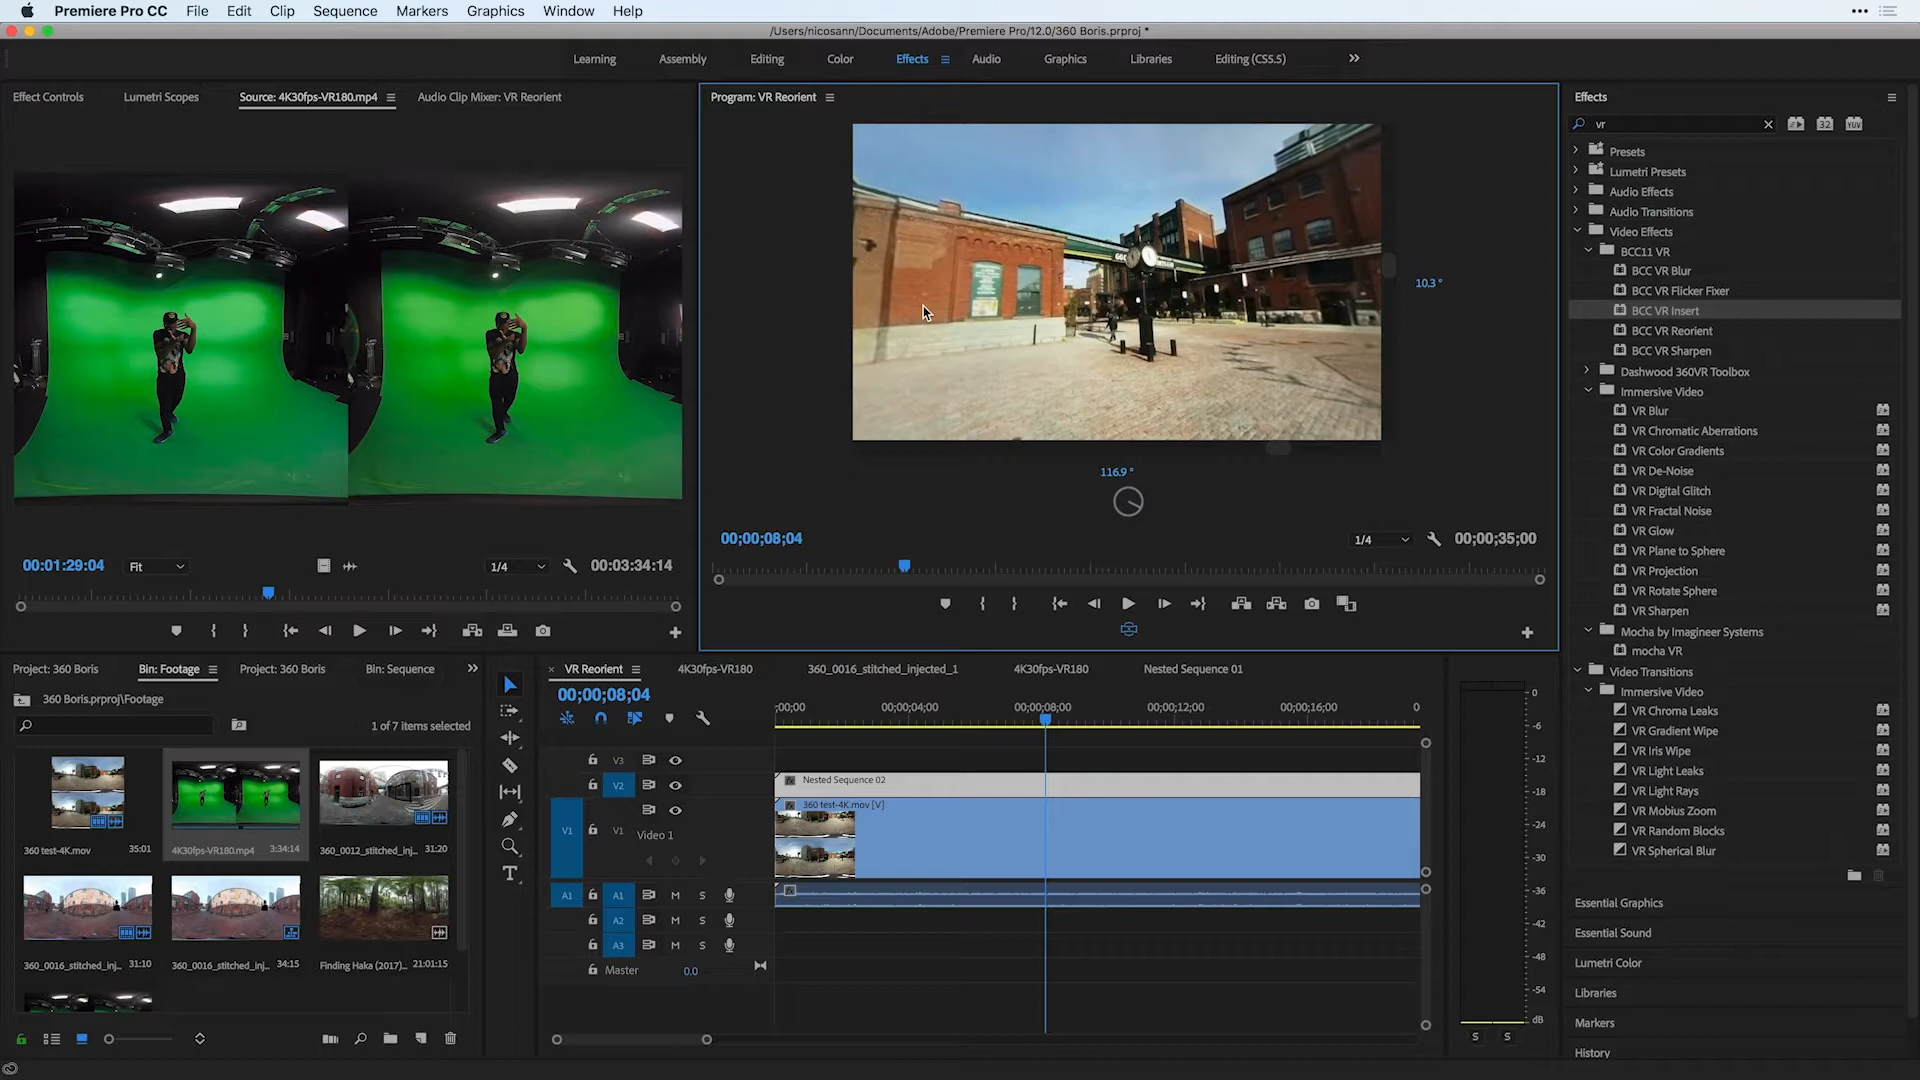 Premiere Pro CC File Edit Clip Sequence Markers Graphics Window Help
/Users/nicosann/Documents/Adobe/Premiere Pro/12.0/360 Boris.prproj *
Learning Assembly Editing Color Effects Audio Graphics Libraries Editing (CS5.5)
Effect Controls Lumetri Scopes Source: 4K30fps-VR180.mp4 Audio Clip Mixer: VR Reorient
00:01:29:04 Fit 1/4 00:03:34:14
Program: VR Reorient
10.3 °
116.9 °
00;00;08;04 1/4 00;00;35;00
Effects
vr
32 YUV
Presets
Lumetri Presets
Audio Effects
Audio Transitions
Video Effects
BCC11 VR
BCC VR Blur
BCC VR Flicker Fixer
BCC VR Insert
BCC VR Reorient
BCC VR Sharpen
Dashwood 360VR Toolbox
Immersive Video
VR Blur
VR Chromatic Aberrations
VR Color Gradients
VR De-Noise
VR Digital Glitch
VR Fractal Noise
VR Glow
VR Plane to Sphere
VR Projection
VR Rotate Sphere
VR Sharpen
Mocha by Imagineer Systems
mocha VR
Video Transitions
Immersive Video
VR Chroma Leaks
VR Gradient Wipe
VR Iris Wipe
VR Light Leaks
VR Light Rays
VR Mobius Zoom
VR Random Blocks
VR Spherical Blur
Essential Graphics
Essential Sound
Lumetri Color
Libraries
Markers
History
Project: 360 Boris Bin: Footage Project: 360 Boris Bin: Sequence
360 Boris.prproj\Footage
1 of 7 items selected
360 test-4K.mov 35:01
4K30fps-VR180.mp4 3:34:14
360_0012_stitched_inj... 31:20
360_0016_stitched_inj... 31:10
360_0016_stitched_inj... 34:15
Finding Haka (2017)... 21:01:15
VR Reorient 4K30fps-VR180 360_0016_stitched_injected_1 4K30fps-VR180 Nested Sequence 01
00;00;08;04
:00;00 00;00;04;00 00;00;08;00 00;00;12;00 00;00;16;00 0
V3
V2 Nested Sequence 02
360 test-4K.mov [V]
V1 V1 Video 1
A1 A1 M S
A2 M S
A3 M S
Master 0.0
0
-6
-12
-18
-24
-30
-36
-42
-48
-54
dB
S S